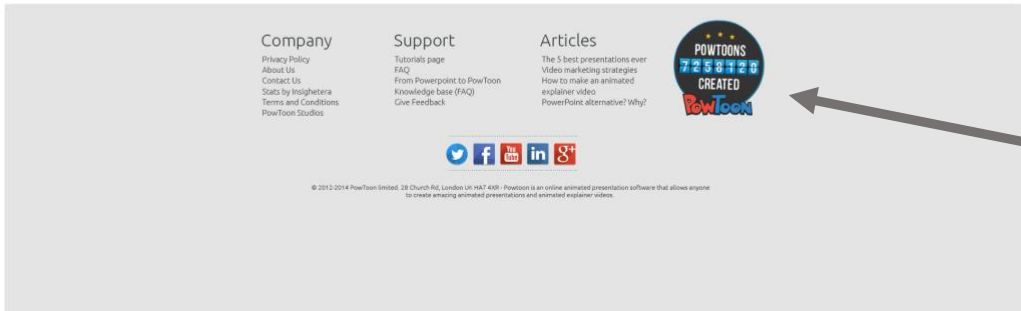 Company
Privacy Policy
About Us
Contact Us
Stats by Insighetera
Terms and Conditions
PowToon Studios
Support
Tutorials page
FAQ
From Powerpoint to PowToon
Knowledge base (FAQ)
Give Feedback
Articles
The 5 best presentations ever
Video marketing strategies
How to make an animated
explainer video
PowerPoint alternative? Why?
POWTOONS
7258120
CREATED
POWTOON
You
Tube
in
g+
© 2012-2014 PowToon limited. 28 Church Rd, London UK HA7 4XR - Powtoon is an online animated presentation software that allows anyone
to create amazing animated presentations and animated explainer videos.